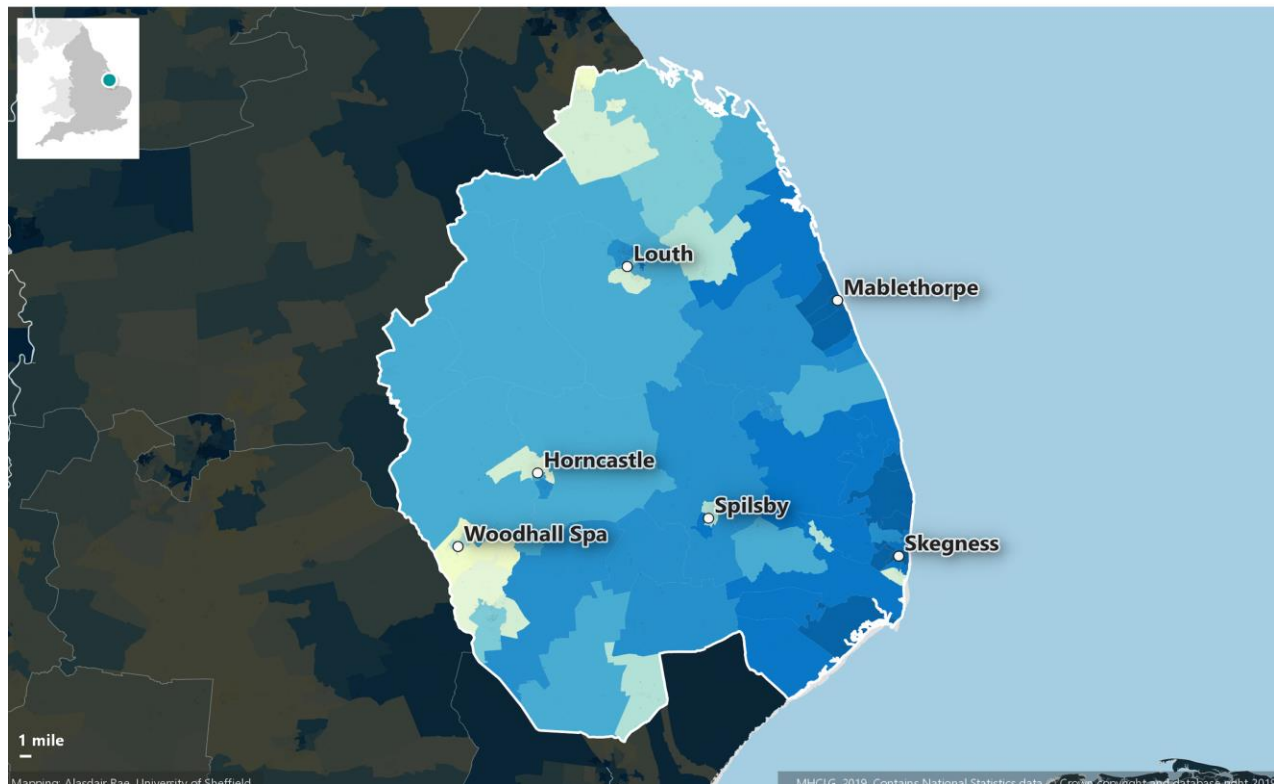 Louth
Mablethorpe
Horncastle
Spilsby
Woodhall Spa
Skegness
1 mile
Mapping: Alasdair Rae, University of Sheffield
MHCLG, 2019. Contains National Statistics data © Crown copyright and database right 2019